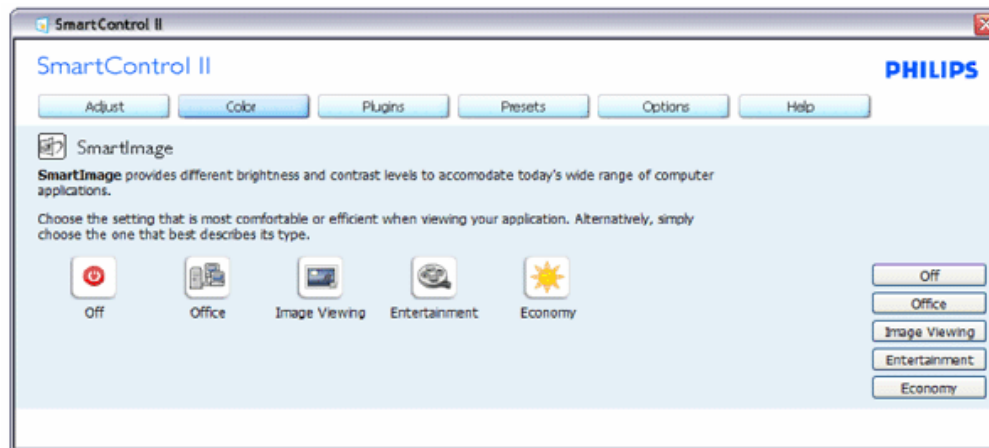 SmartControl II
SmartControl II
PHILIPS
Adjust
Color
Plugins
Presets
Options
Help
SmartImage
SmartImage provides different brightness and contrast levels to accomodate today's wide range of computer
applications.
Choose the setting that is most comfortable or efficient when viewing your application. Alternatively, simply
choose the one that best describes its type.
Off
Office
Image Viewing
Entertainment
Economy
Off
Office
Image Viewing
Entertainment
Economy